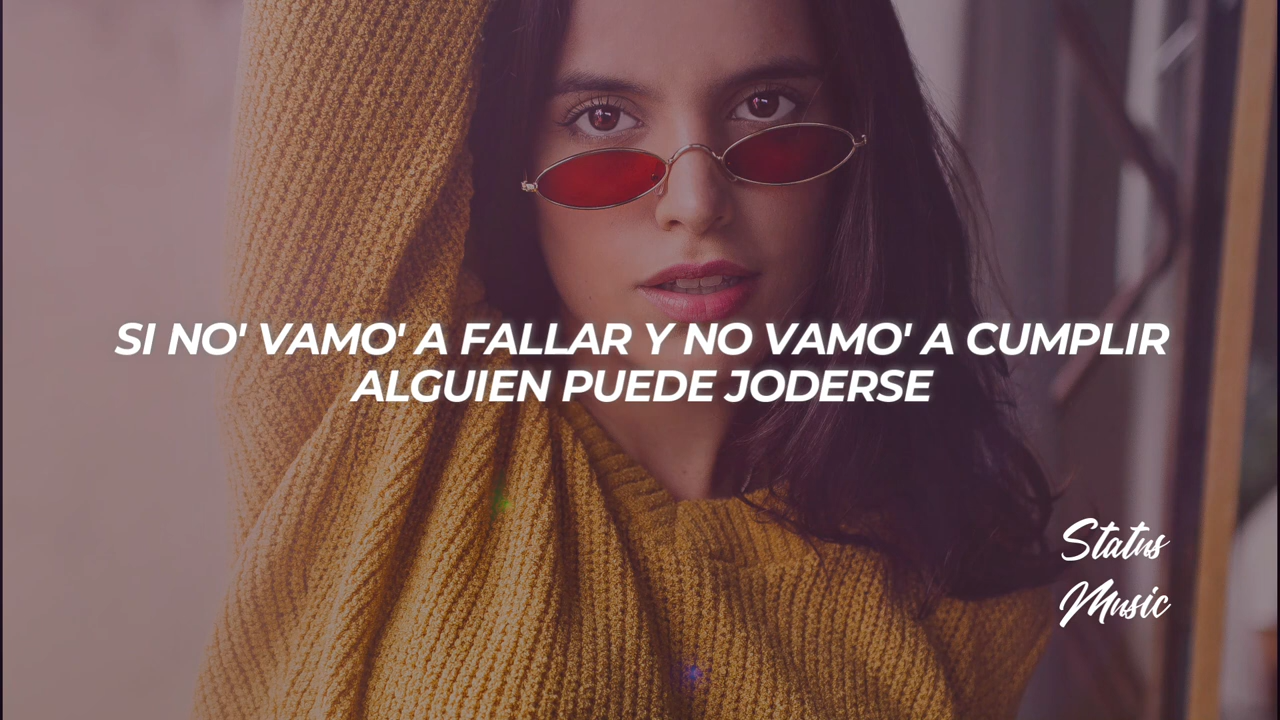 SI NO' VAMO' A FALLAR Y NO VAMO' A CUMPLIR
ALGUIEN PUEDE JODERSE
Status
Music